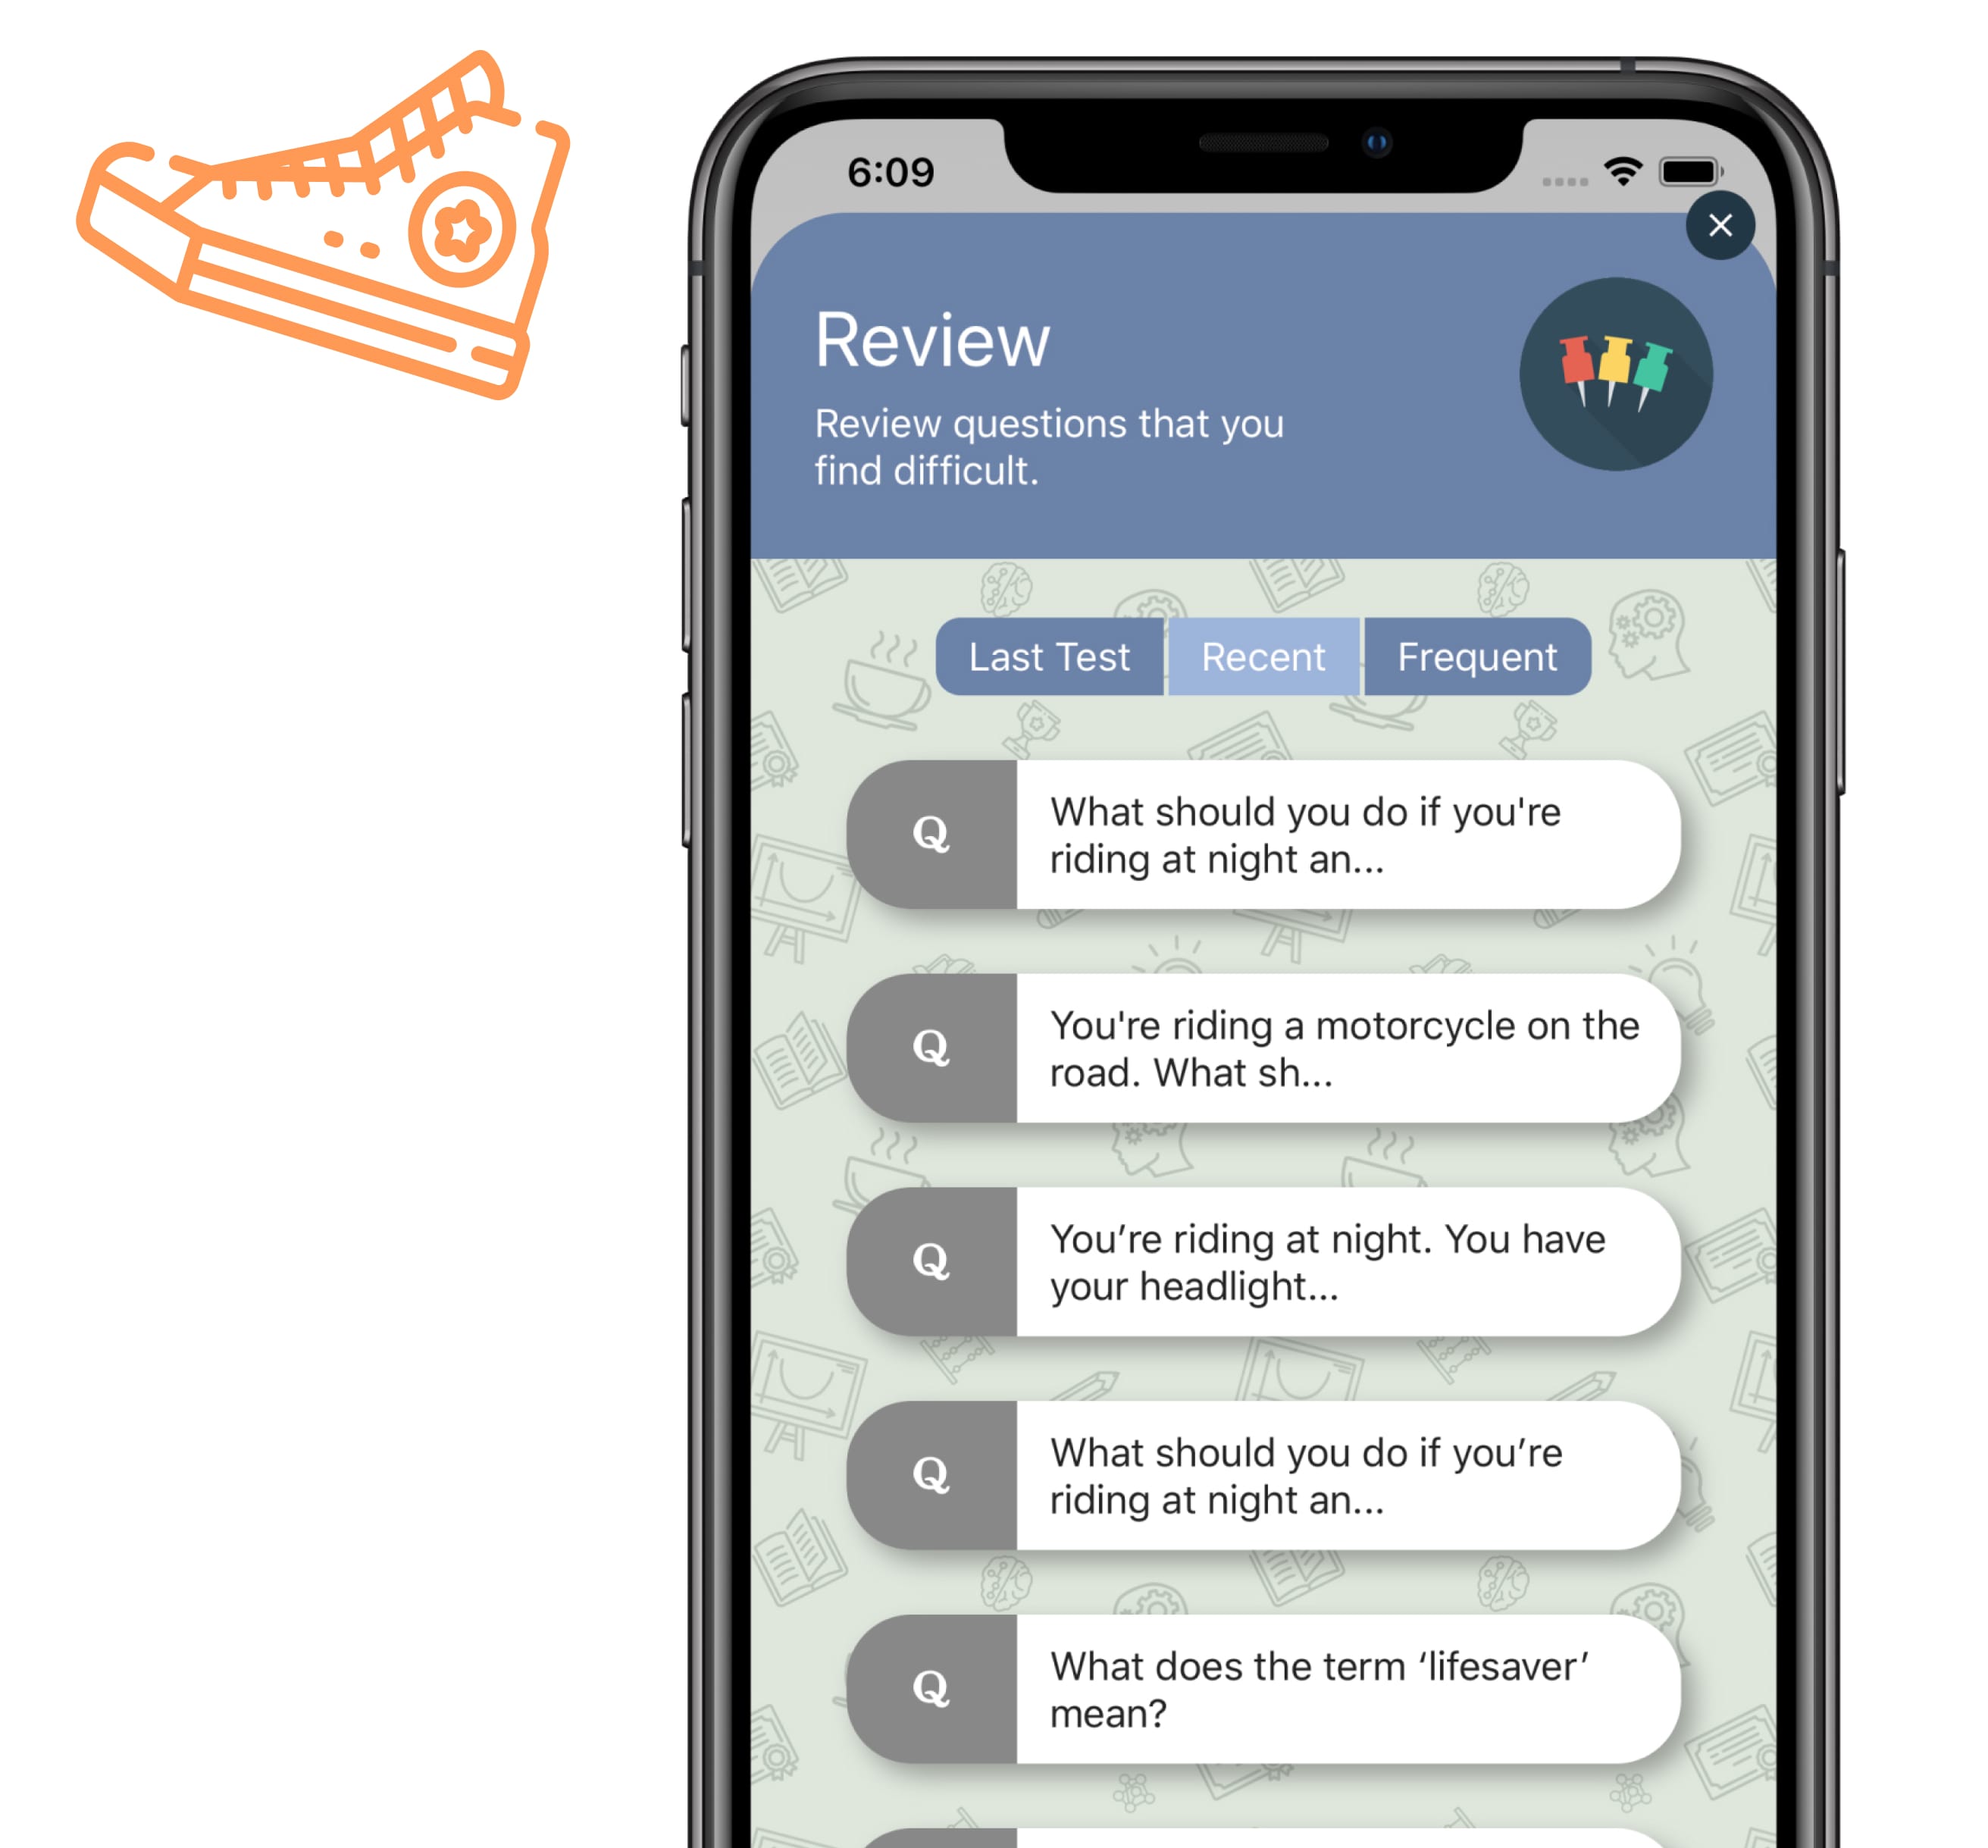 6:09
Review
Review questions that you
find difficult.
Last Test Recent Frequent
Q
What should you do if you're
riding at night an...
Q
You're riding a motorcycle on the
road. What sh...
Q
You’re riding at night. You have
your headlight...
Q
What should you do if you’re
riding at night an...
Q
What does the term ‘lifesaver’
mean?